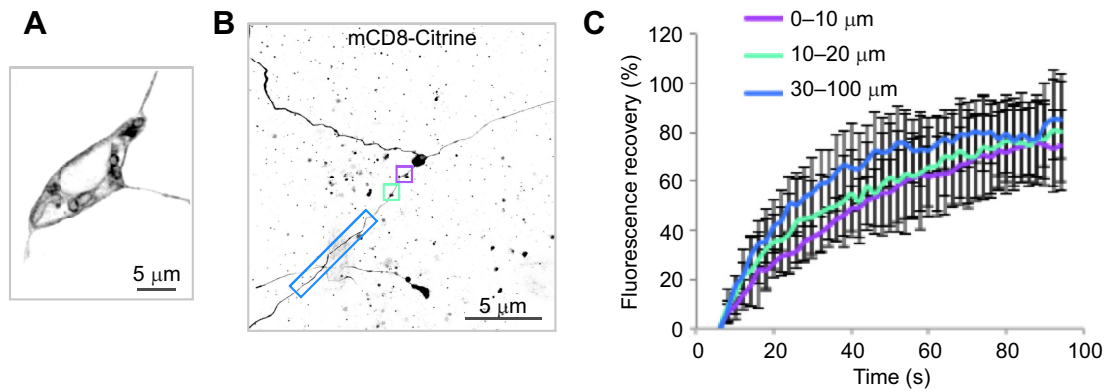 A
5 μm
B
mCD8-Citrine
5 μm
C
0–10 μm
10–20 μm
30–100 μm
Fluorescence recovery (%)
120
100
80
60
40
20
0
0
20
40
60
80
100
Time (s)